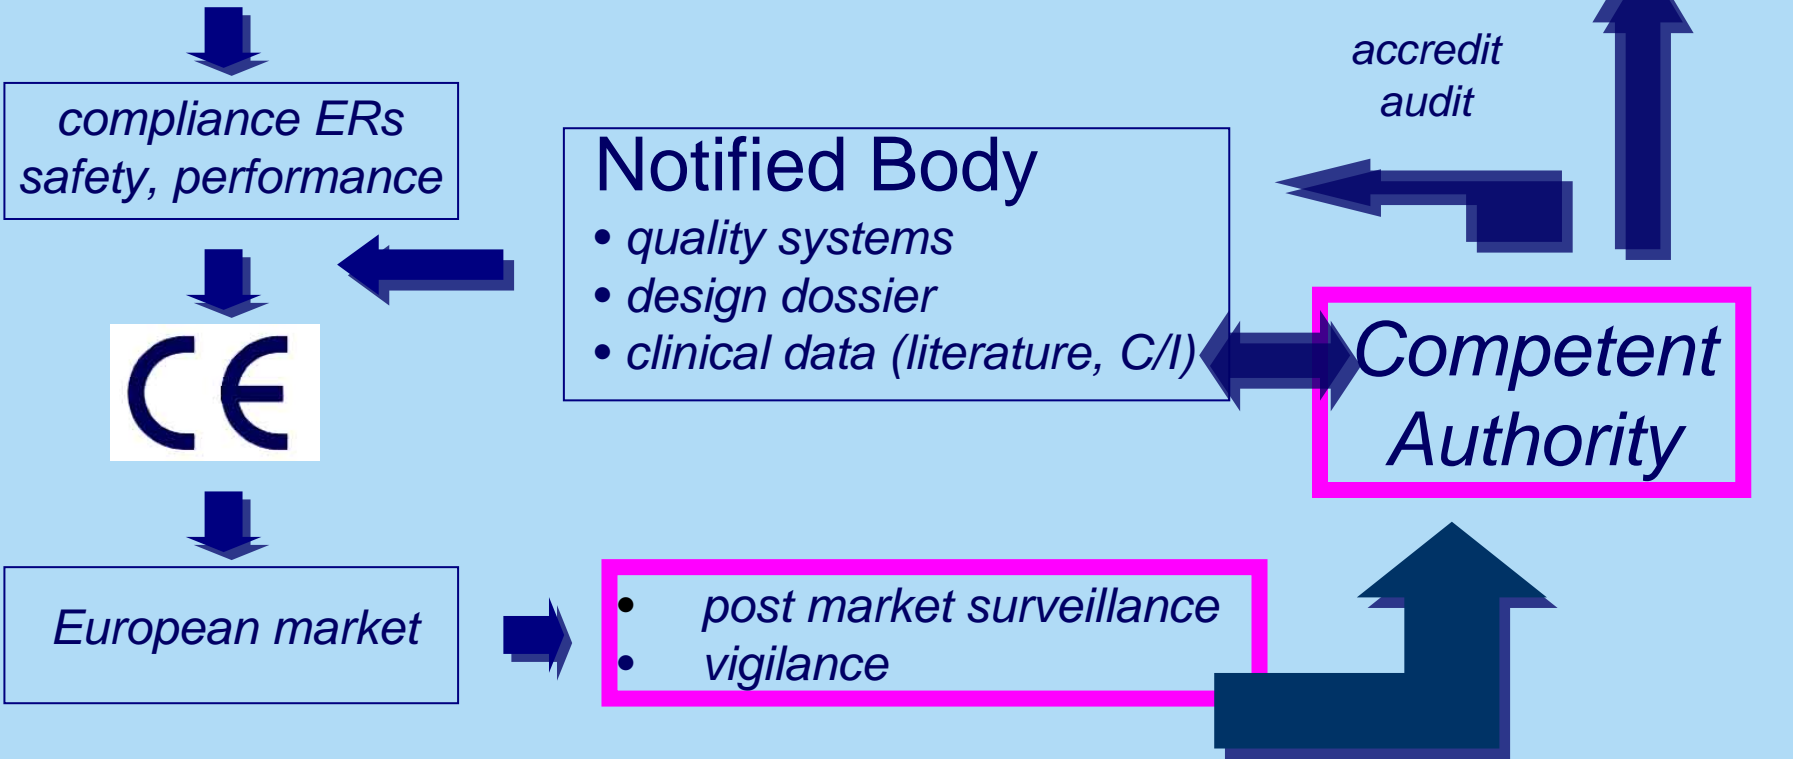 accredit
audit
compliance ERs
safety, performance
Notified Body
• quality systems
• design dossier
• clinical data (literature, C/I)
CE
Competent
Authority
European market
• post market surveillance
• vigilance